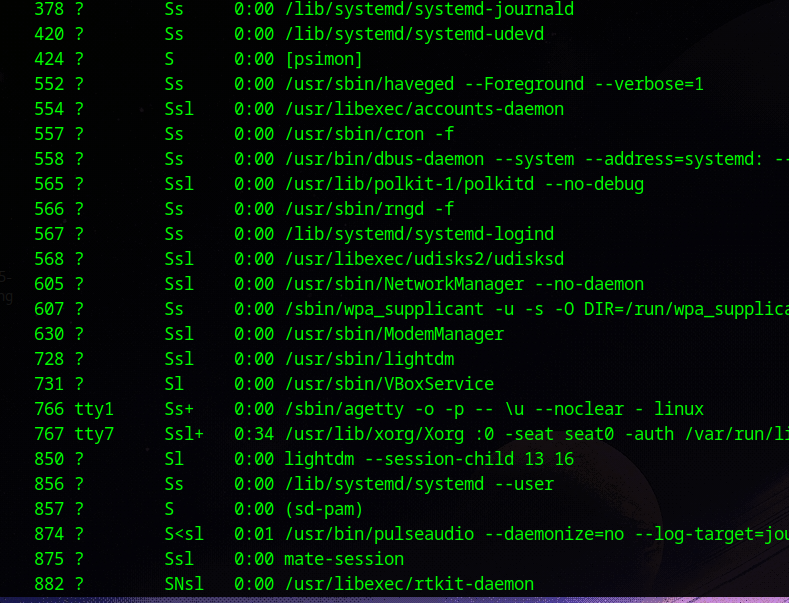 378 ? Ss 0:00 /lib/systemd/systemd-journald
420 ? Ss 0:00 /lib/systemd/systemd-udevd
424 ? S 0:00 [psimon]
552 ? Ss 0:00 /usr/sbin/haveged --Foreground --verbose=1
554 ? Ssl 0:00 /usr/libexec/accounts-daemon
557 ? Ss 0:00 /usr/sbin/cron -f
558 ? Ss 0:00 /usr/bin/dbus-daemon --system --address=systemd: --
565 ? Ssl 0:00 /usr/lib/polkit-1/polkitd --no-debug
566 ? Ss 0:00 /usr/sbin/rngd -f
567 ? Ss 0:00 /lib/systemd/systemd-logind
568 ? Ssl 0:00 /usr/libexec/udisks2/udisksd
605 ? Ssl 0:00 /usr/sbin/NetworkManager --no-daemon
607 ? Ss 0:00 /sbin/wpa_supplicant -u -s -O DIR=/run/wpa_supplica
630 ? Ssl 0:00 /usr/sbin/ModemManager
728 ? Ssl 0:00 /usr/sbin/lightdm
731 ? Sl 0:00 /usr/sbin/VBoxService
766 tty1 Ss+ 0:00 /sbin/agetty -o -p -- \u --noclear - linux
767 tty7 Ssl+ 0:34 /usr/lib/xorg/Xorg :0 -seat seat0 -auth /var/run/li
850 ? Sl 0:00 lightdm --session-child 13 16
856 ? Ss 0:00 /lib/systemd/systemd --user
857 ? S 0:00 (sd-pam)
874 ? S<sl 0:01 /usr/bin/pulseaudio --daemonize=no --log-target=jou
875 ? Ssl 0:00 mate-session
882 ? SNsl 0:00 /usr/libexec/rtkit-daemon